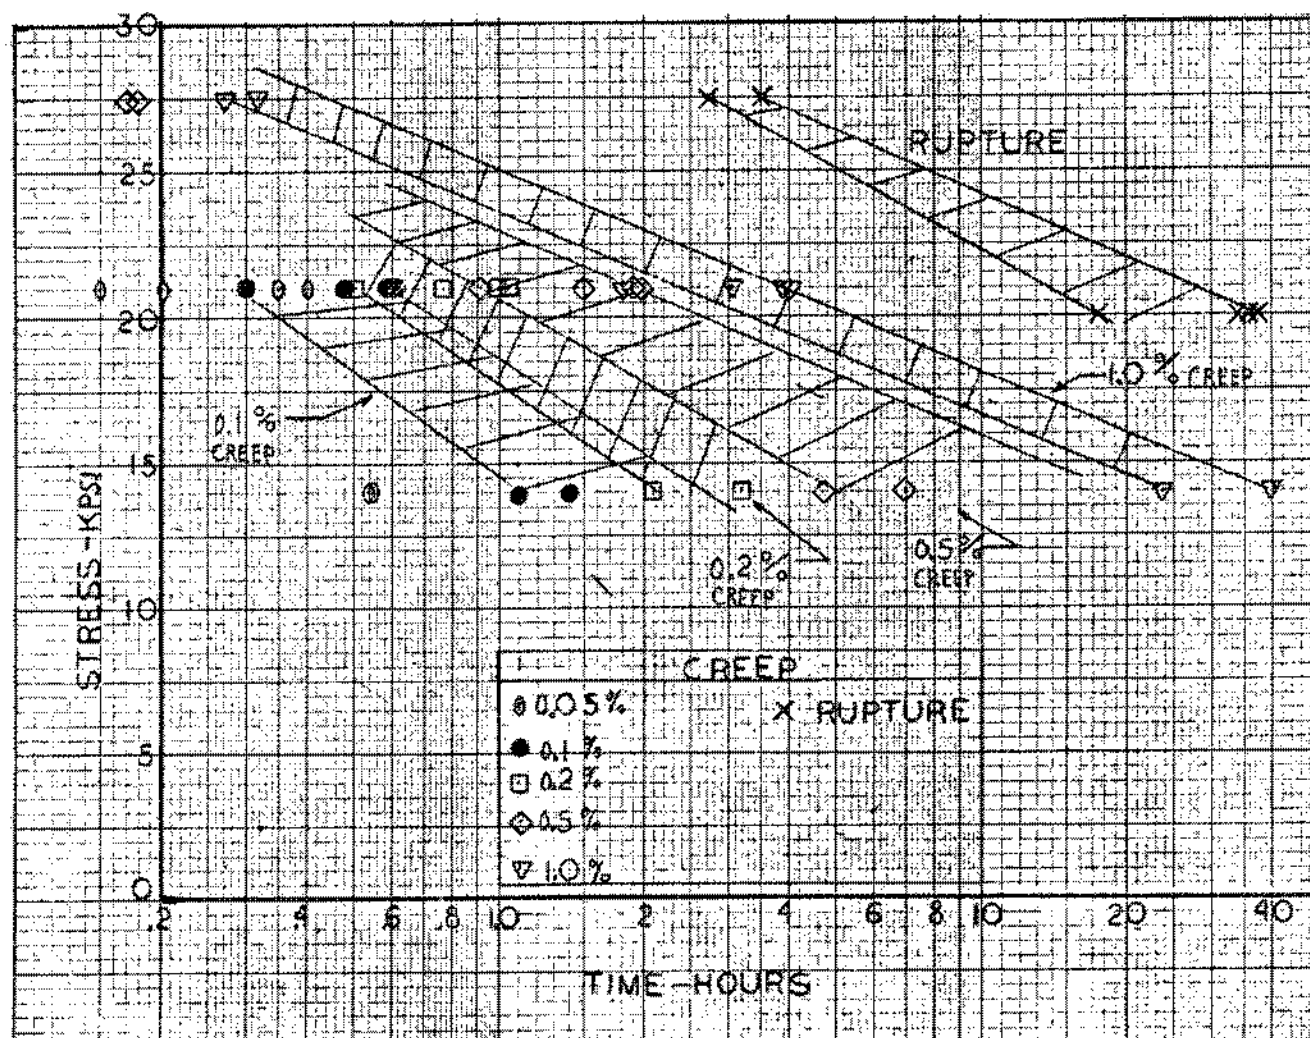 30
25
20
15
10
5
0
STRESS-KPSI
RUPTURE
1.0% CREEP
0.1%
CREEP
0.2%
CREEP
0.5%
CREEP
CREEP
0.05%
X RUPTURE
0.1%
0.2%
0.5%
1.0%
.2 .4 .6 .8 1.0 2 4 6 8 10 20 40
TIME-HOURS